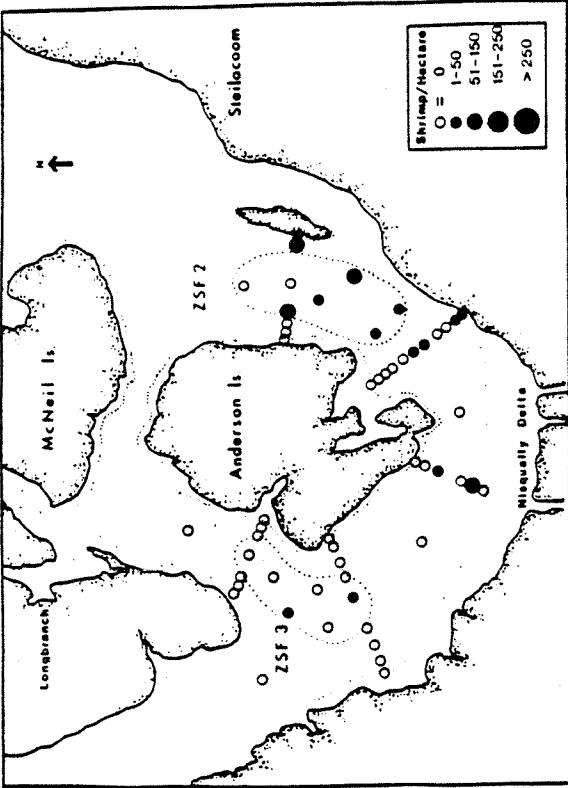 Steilacoom
N
ZSF 2
McNeil Is.
Anderson Is
Nisqually Delta
Longbranch
ZSF 3
Shrimp/Hectare
= 0
1-50
51-150
151-250
> 250